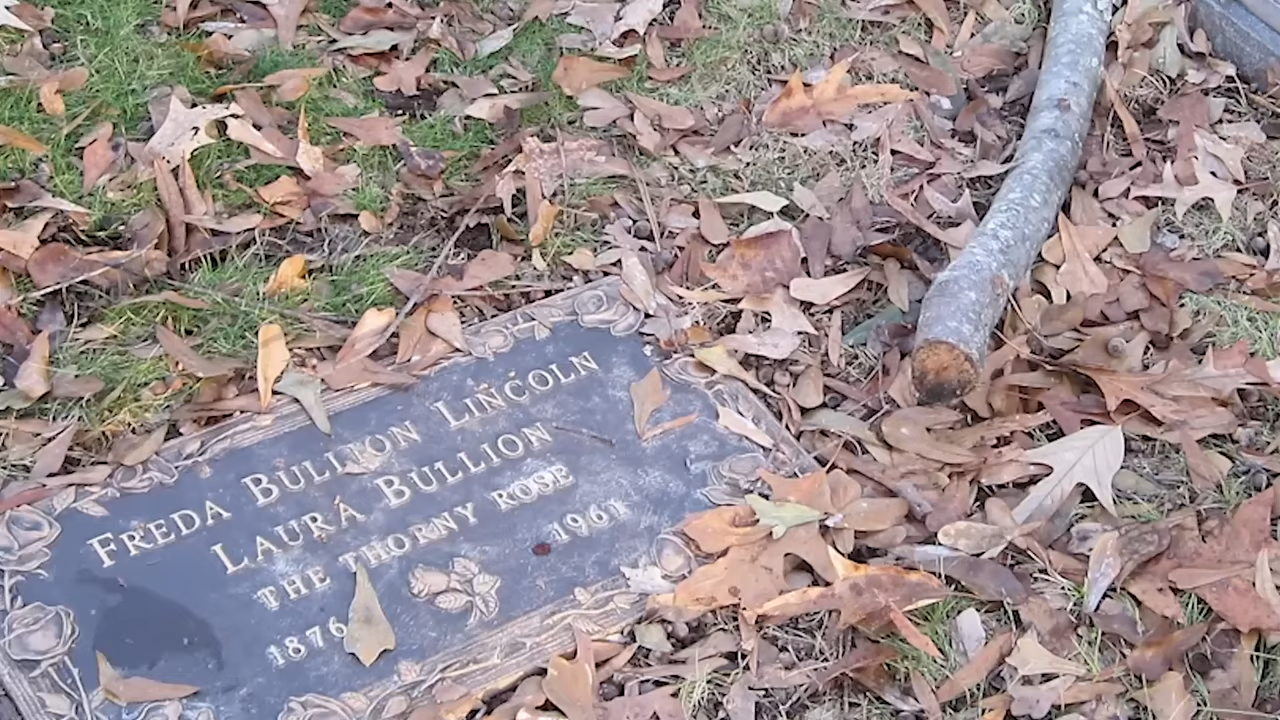 FREDA BULLION LINCOLN
LAURA BULLION
THE THORNY ROSE
1876 1961